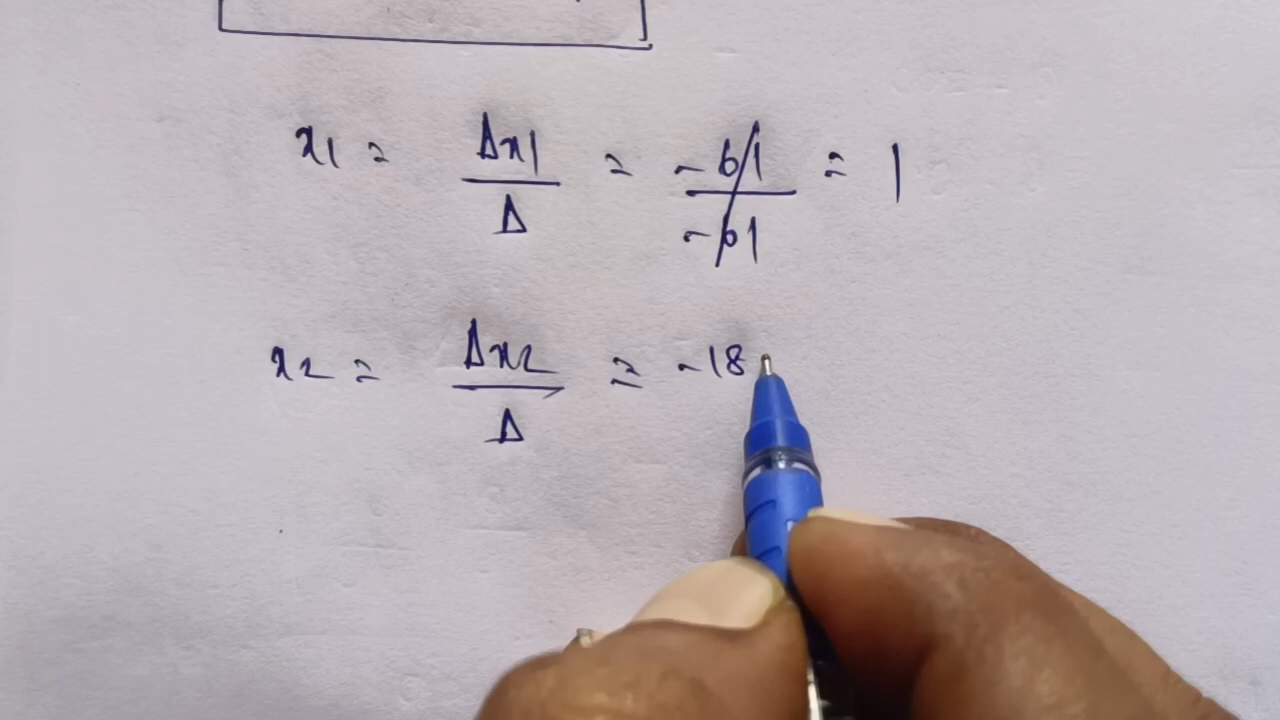 x1 = Δx1/Δ = -61/-61 = 1
x2 = Δx2/Δ = -18